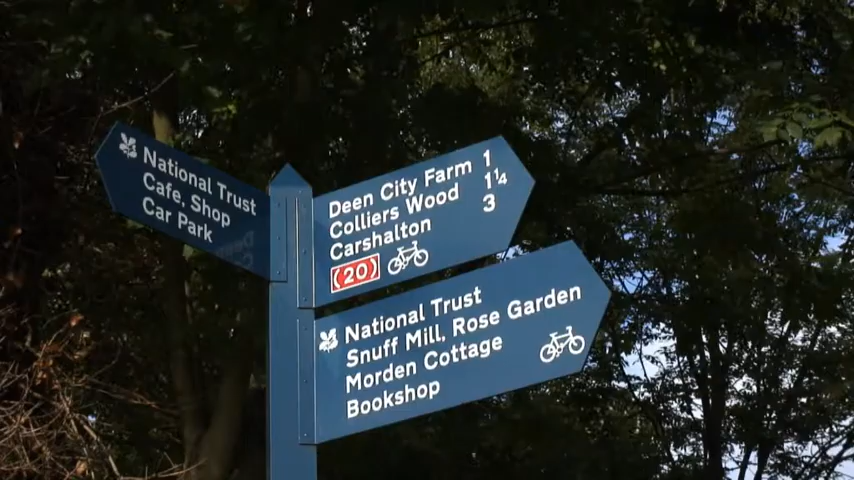 National Trust
Cafe, Shop
Car Park
Deen City Farm 1
Colliers Wood 1¼
Carshalton 3
(20)
National Trust
Snuff Mill, Rose Garden
Morden Cottage
Bookshop